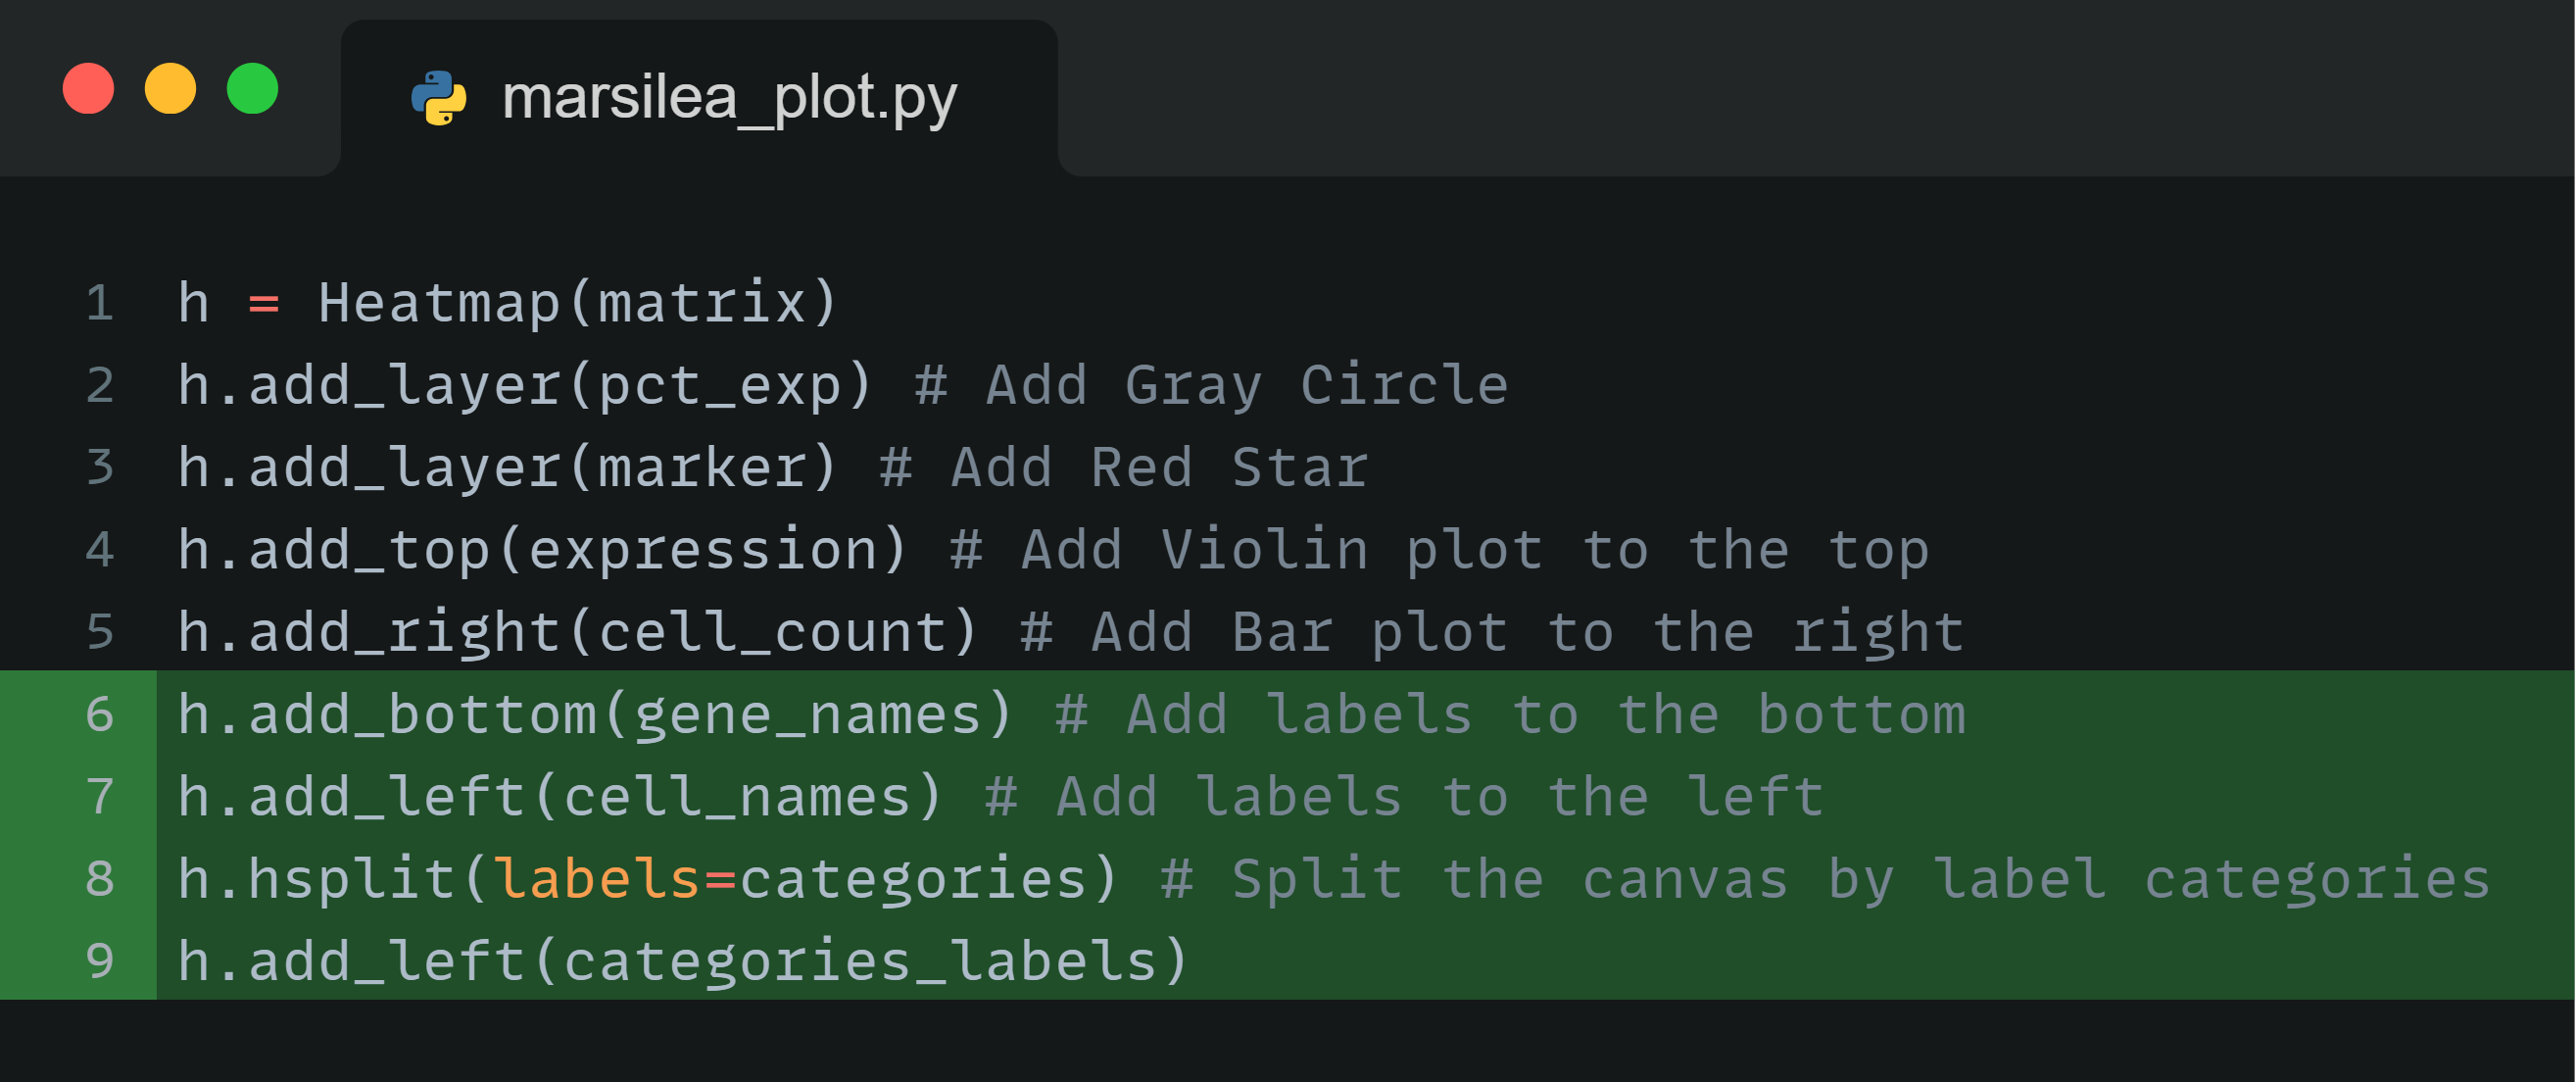 marsilea_plot.py
1 h = Heatmap(matrix)
2 h.add_layer(pct_exp) # Add Gray Circle
3 h.add_layer(marker) # Add Red Star
4 h.add_top(expression) # Add Violin plot to the top
5 h.add_right(cell_count) # Add Bar plot to the right
6 h.add_bottom(gene_names) # Add labels to the bottom
7 h.add_left(cell_names) # Add labels to the left
8 h.hsplit(labels=categories) # Split the canvas by label categories
9 h.add_left(categories_labels)